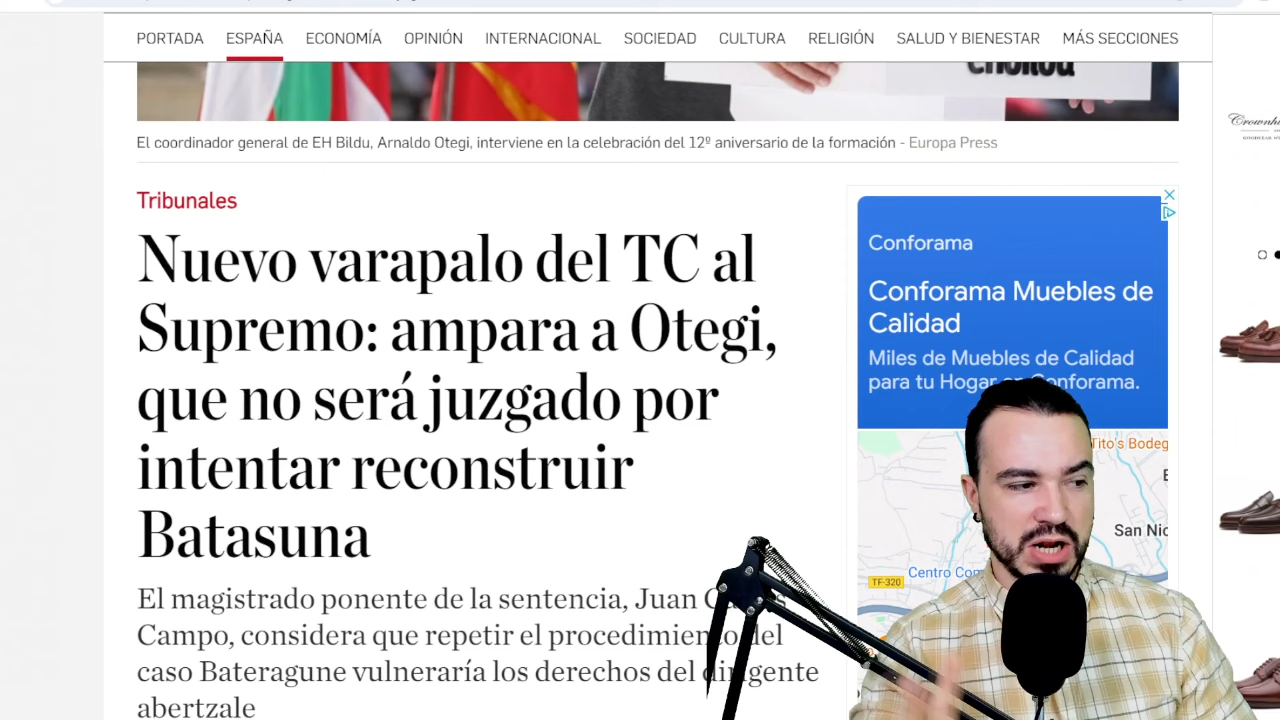 PORTADA ESPAÑA ECONOMÍA OPINIÓN INTERNACIONAL SOCIEDAD CULTURA RELIGIÓN SALUD Y BIENESTAR MÁS SECCIONES
El coordinador general de EH Bildu, Arnaldo Otegi, interviene en la celebración del 12º aniversario de la formación - Europa Press
Tribunales
Nuevo varapalo del TC al
Supremo: ampara a Otegi,
que no será juzgado por
intentar reconstruir
Batasuna
El magistrado ponente de la sentencia, Juan
Campo, considera que repetir el procedimiento del
caso Bateragune vulneraría los derechos del dirigente
abertzale
Conforama
Conforama Muebles de
Calidad
Miles de Muebles de Calidad
para tu Hogar en Conforama.
Tito's Bodeg
San Nic
Centro Com
TF-320